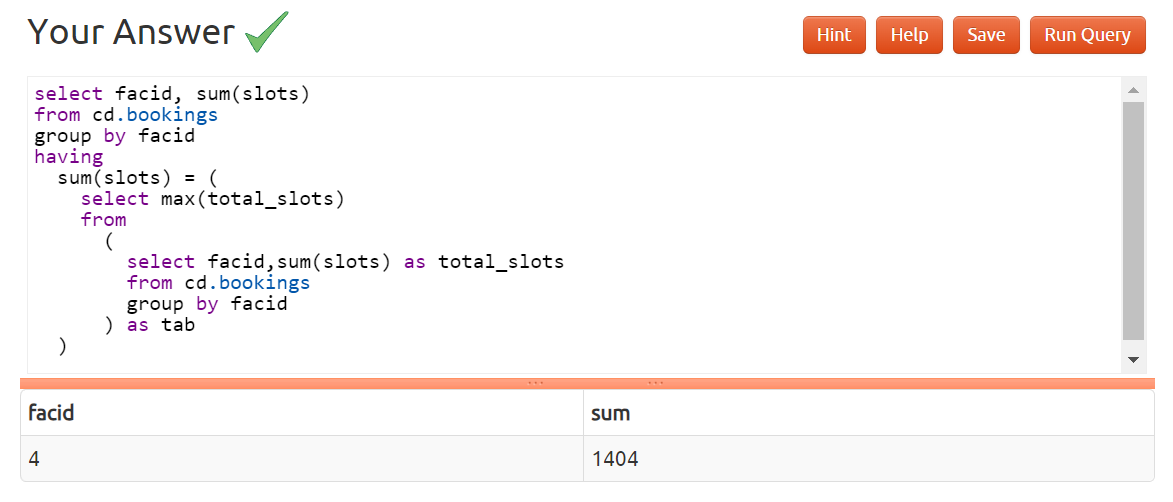 Your Answer
Hint Help Save Run Query
select facid, sum(slots)
from cd.bookings
group by facid
having
  sum(slots) = (
    select max(total_slots)
    from
      (
        select facid,sum(slots) as total_slots
        from cd.bookings
        group by facid
      ) as tab
  )
facid sum
4 1404